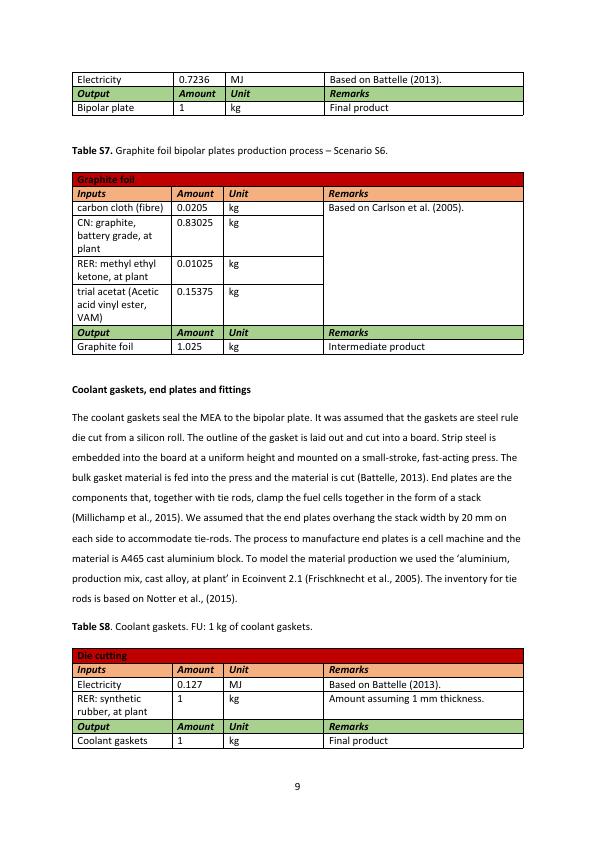 Electricity 0.7236 MJ Based on Battelle (2013).
Output Amount Unit Remarks
Bipolar plate 1 kg Final product
Table S7. Graphite foil bipolar plates production process – Scenario S6.
Graphite foil
Inputs Amount Unit Remarks
carbon cloth (fibre) 0.0205 kg Based on Carlson et al. (2005).
CN: graphite, 0.83025 kg
battery grade, at
plant
RER: methyl ethyl 0.01025 kg
ketone, at plant
trial acetat (Acetic 0.15375 kg
acid vinyl ester,
VAM)
Output Amount Unit Remarks
Graphite foil 1.025 kg Intermediate product
Coolant gaskets, end plates and fittings
The coolant gaskets seal the MEA to the bipolar plate. It was assumed that the gaskets are steel rule
die cut from a silicon roll. The outline of the gasket is laid out and cut into a board. Strip steel is
embedded into the board at a uniform height and mounted on a small-stroke, fast-acting press. The
bulk gasket material is fed into the press and the material is cut (Battelle, 2013). End plates are the
components that, together with tie rods, clamp the fuel cells together in the form of a stack
(Millichamp et al., 2015). We assumed that the end plates overhang the stack width by 20 mm on
each side to accommodate tie-rods. The process to manufacture end plates is a cell machine and the
material is A465 cast aluminium block. To model the material production we used the ‘aluminium,
production mix, cast alloy, at plant’ in Ecoinvent 2.1 (Frischknecht et al., 2005). The inventory for tie
rods is based on Notter et al., (2015).
Table S8. Coolant gaskets. FU: 1 kg of coolant gaskets.
Die cutting
Inputs Amount Unit Remarks
Electricity 0.127 MJ Based on Battelle (2013).
RER: synthetic 1 kg Amount assuming 1 mm thickness.
rubber, at plant
Output Amount Unit Remarks
Coolant gaskets 1 kg Final product
9